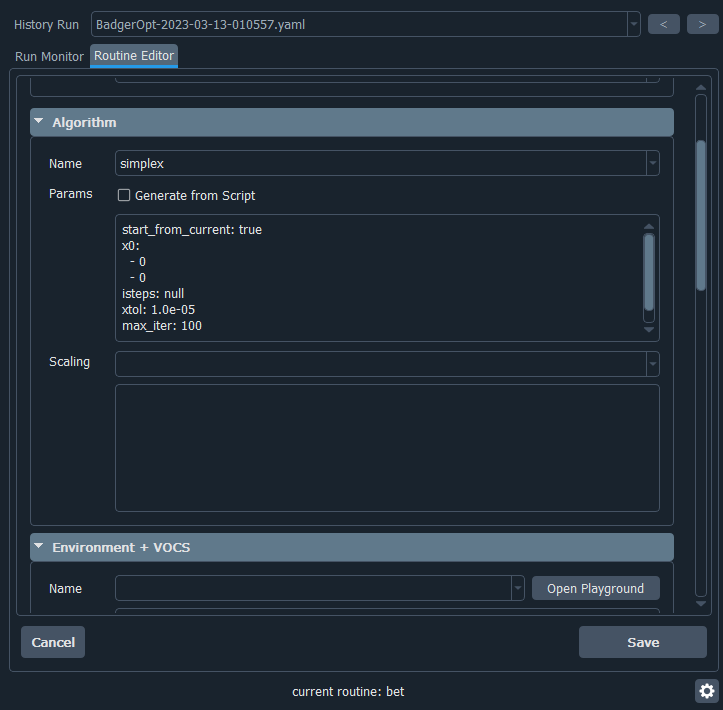 History Run BadgerOpt-2023-03-13-010557.yaml < >
Run Monitor Routine Editor
Algorithm
Name simplex
Params Generate from Script
start_from_current: true
x0:
- 0
- 0
isteps: null
xtol: 1.0e-05
max_iter: 100
Scaling
Environment + VOCS
Name Open Playground
Cancel Save
current routine: bet